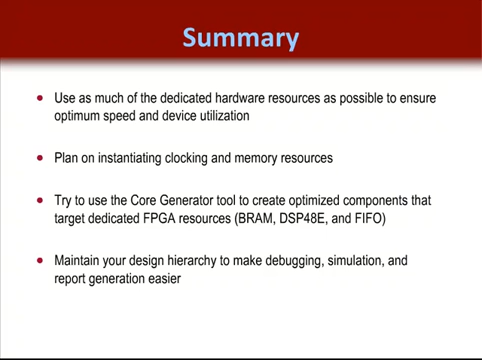 Summary
• Use as much of the dedicated hardware resources as possible to ensure
optimum speed and device utilization
• Plan on instantiating clocking and memory resources
• Try to use the Core Generator tool to create optimized components that
target dedicated FPGA resources (BRAM, DSP48E, and FIFO)
• Maintain your design hierarchy to make debugging, simulation, and
report generation easier